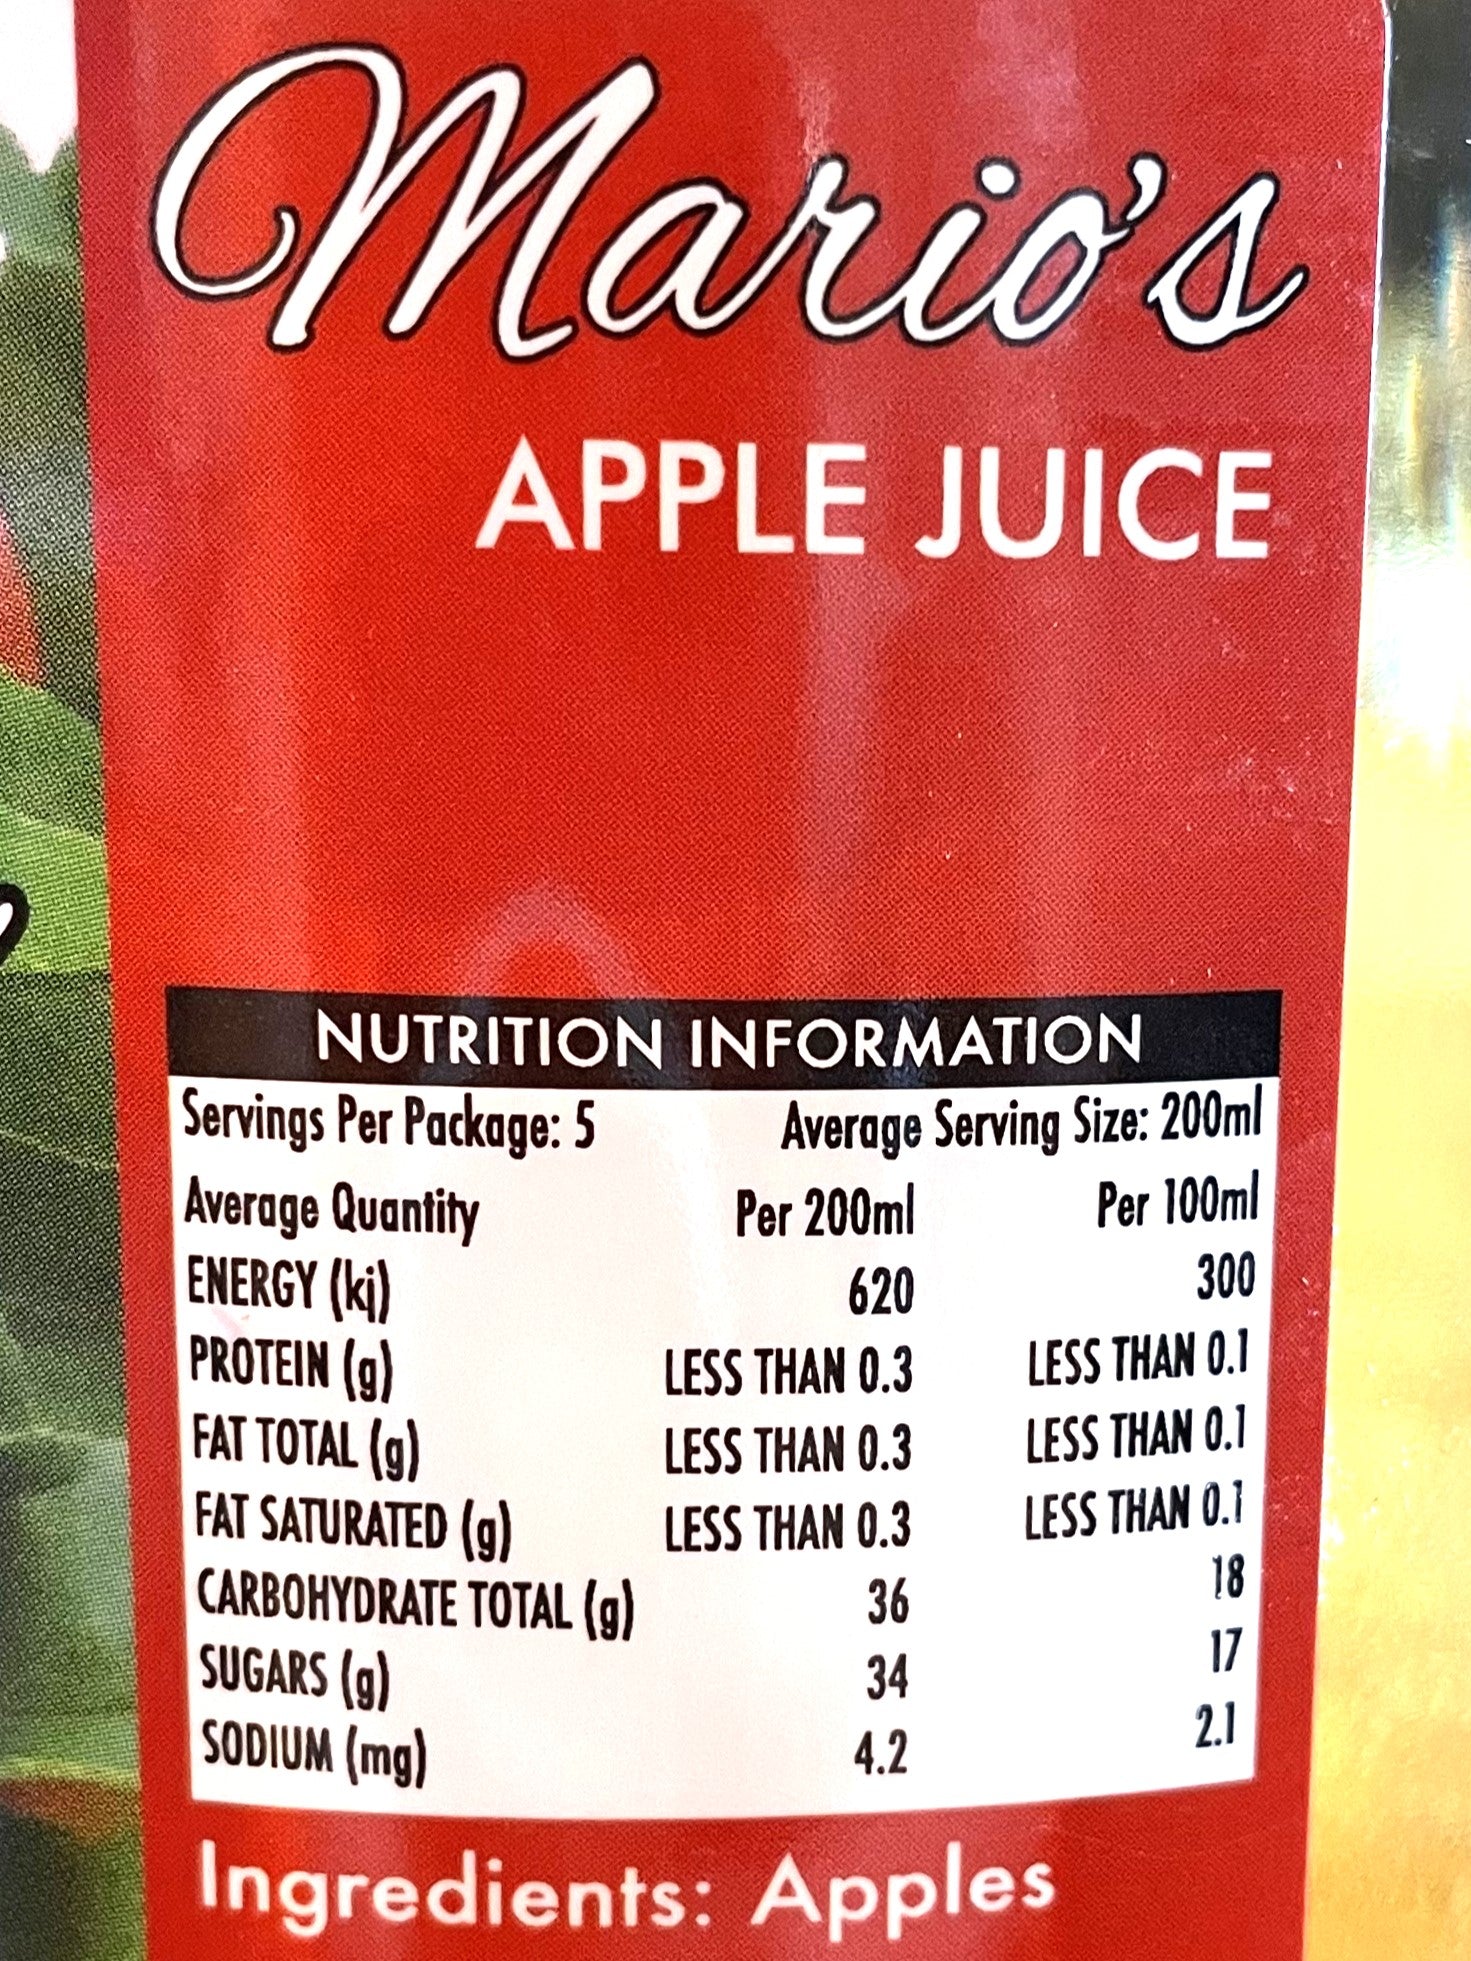 Mario's
APPLE JUICE
NUTRITION INFORMATION
Servings Per Package: 5 Average Serving Size: 200ml
Average Quantity Per 200ml Per 100ml
ENERGY (kj) 620 300
PROTEIN (g) LESS THAN 0.3 LESS THAN 0.1
FAT TOTAL (g) LESS THAN 0.3 LESS THAN 0.1
FAT SATURATED (g) LESS THAN 0.3 LESS THAN 0.1
CARBOHYDRATE TOTAL (g) 36 18
SUGARS (g) 34 17
SODIUM (mg) 4.2 2.1
Ingredients: Apples